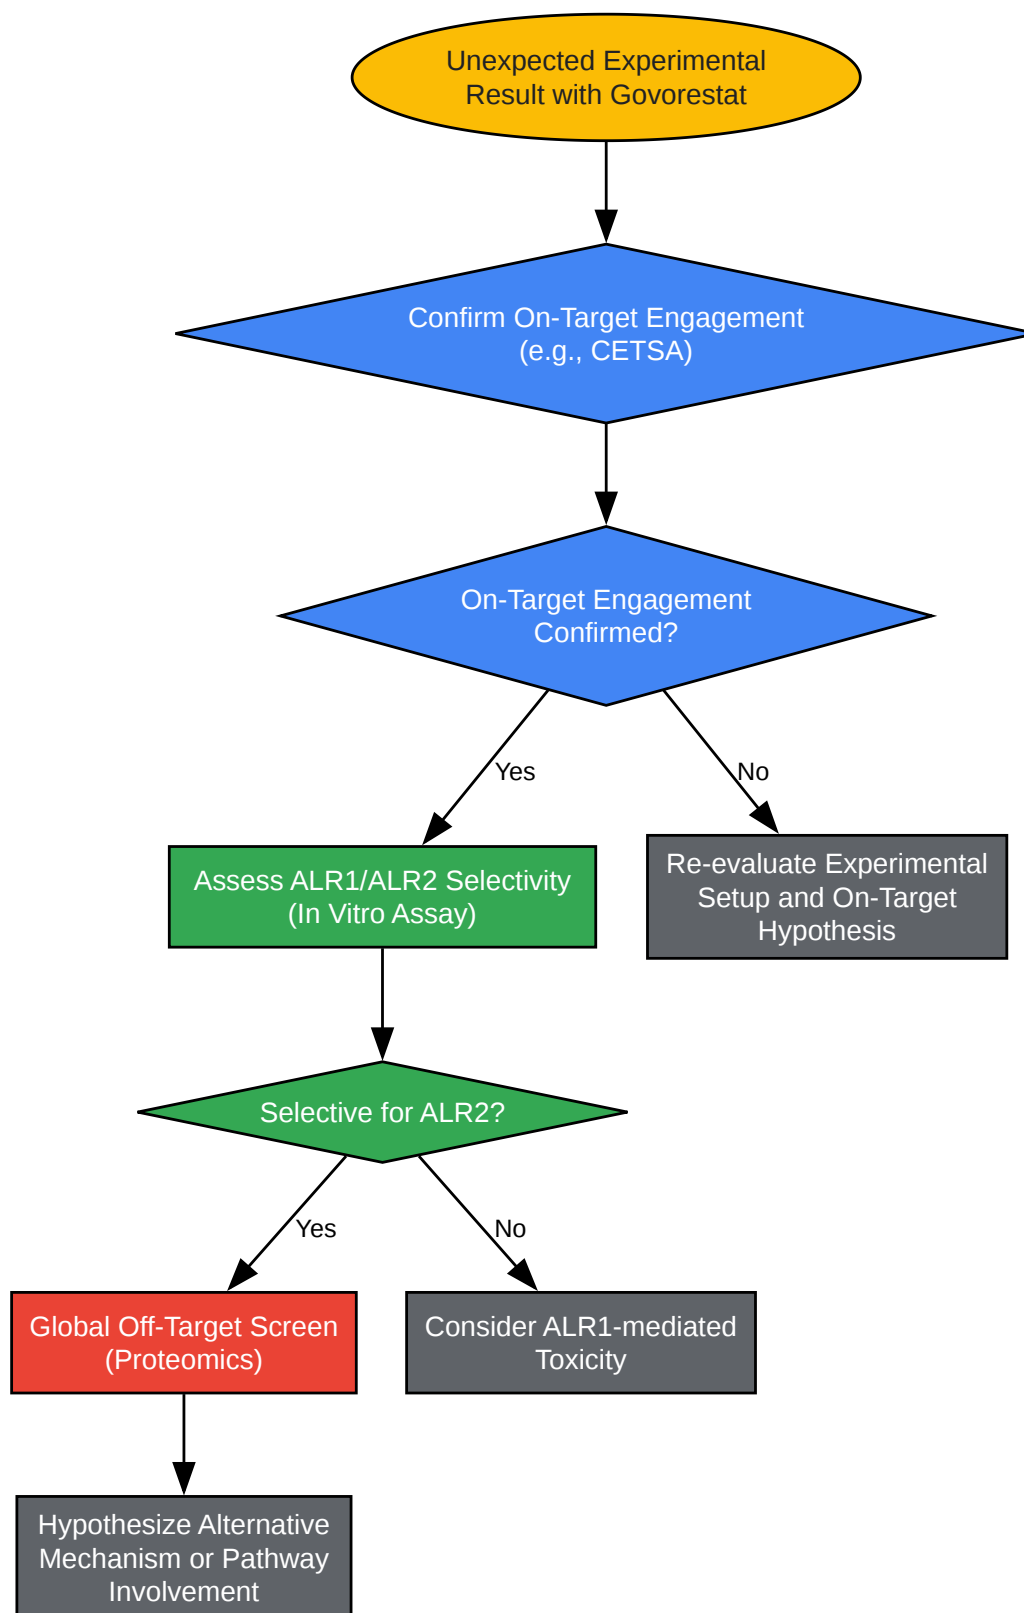 Unexpected Experimental
Result with Govorestat
Confirm On-Target Engagement
(e.g., CETSA)
On-Target Engagement
Confirmed?
Yes
No
Assess ALR1/ALR2 Selectivity
(In Vitro Assay)
Re-evaluate Experimental
Setup and On-Target
Hypothesis
Selective for ALR2?
Yes
No
Global Off-Target Screen
(Proteomics)
Consider ALR1-mediated
Toxicity
Hypothesize Alternative
Mechanism or Pathway
Involvement